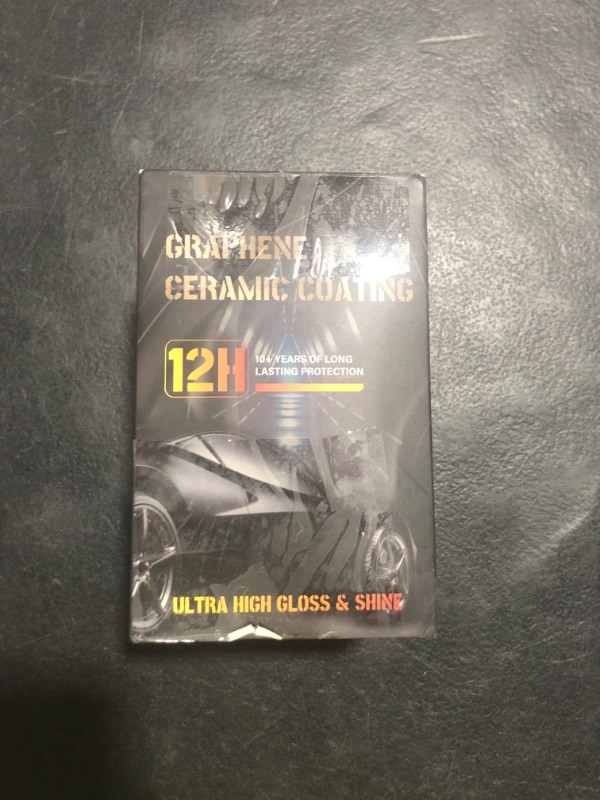 GRAPHENE
CERAMIC COATING
12H
10+ YEARS OF LONG
LASTING PROTECTION
ULTRA HIGH GLOSS & SHINE